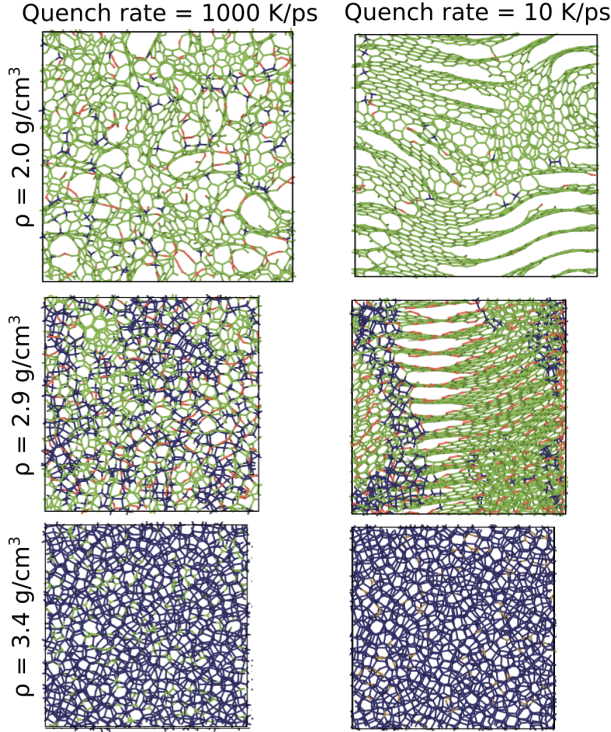 Quench rate = 1000 K/ps
Quench rate = 10 K/ps
ρ = 2.0 g/cm³
ρ = 2.9 g/cm³
ρ = 3.4 g/cm³